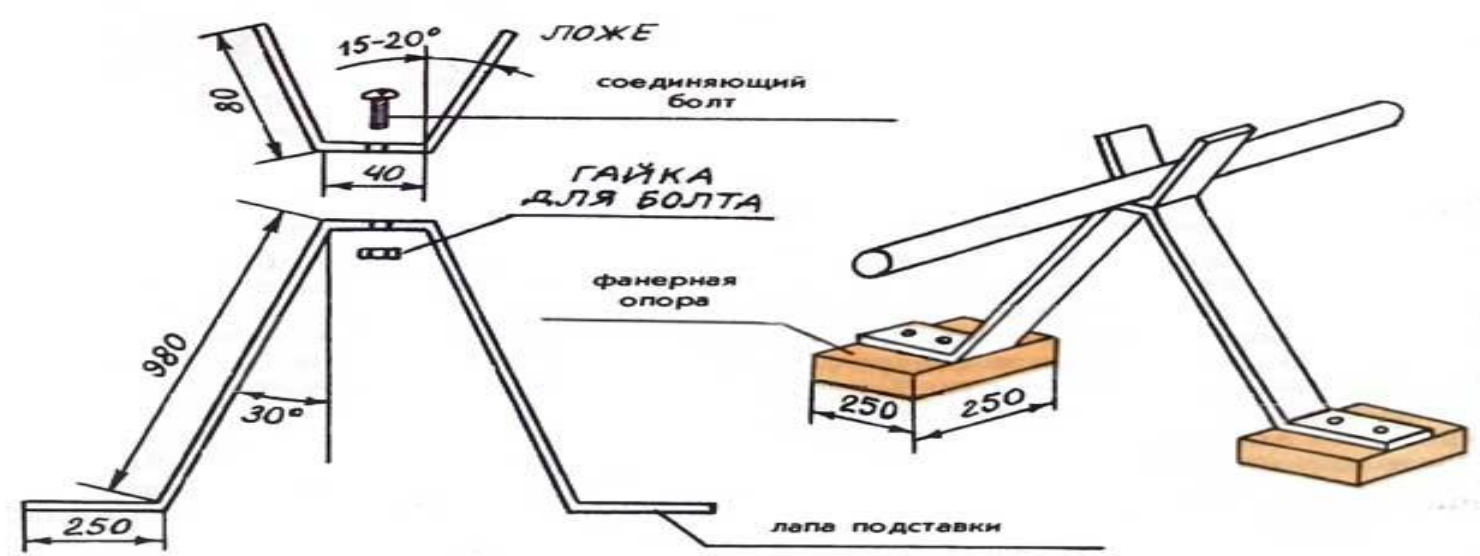 15-20°
ЛОЖЕ
соединяющий
болт
80
40
ГАЙКА
ДЛЯ БОЛТА
фанерная
опора
980
30°
250
250
250
лапа подставки